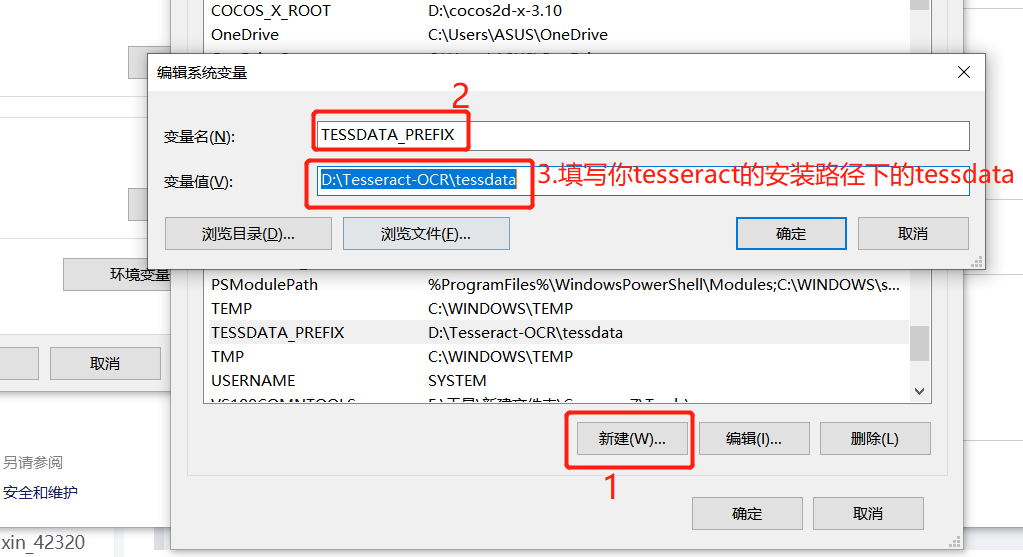 COCOS_X_ROOT D:\cocos2d-x-3.10
OneDrive C:\Users\ASUS\OneDrive
编辑系统变量
2
变量名(N): TESSDATA_PREFIX
变量值(V): D:\Tesseract-OCR\tessdata
3.填写你tesseract的安装路径下的tessdata
浏览目录(D)... 浏览文件(F)... 确定 取消
环境变量
PSModulePath %ProgramFiles%\WindowsPowerShell\Modules;C:\WINDOWS\s...
TEMP C:\WINDOWS\TEMP
TESSDATA_PREFIX D:\Tesseract-OCR\tessdata
TMP C:\WINDOWS\TEMP
USERNAME SYSTEM
取消
新建(W)... 编辑(I)... 删除(L)
1
另请参阅
安全和维护
确定 取消
xin_42320